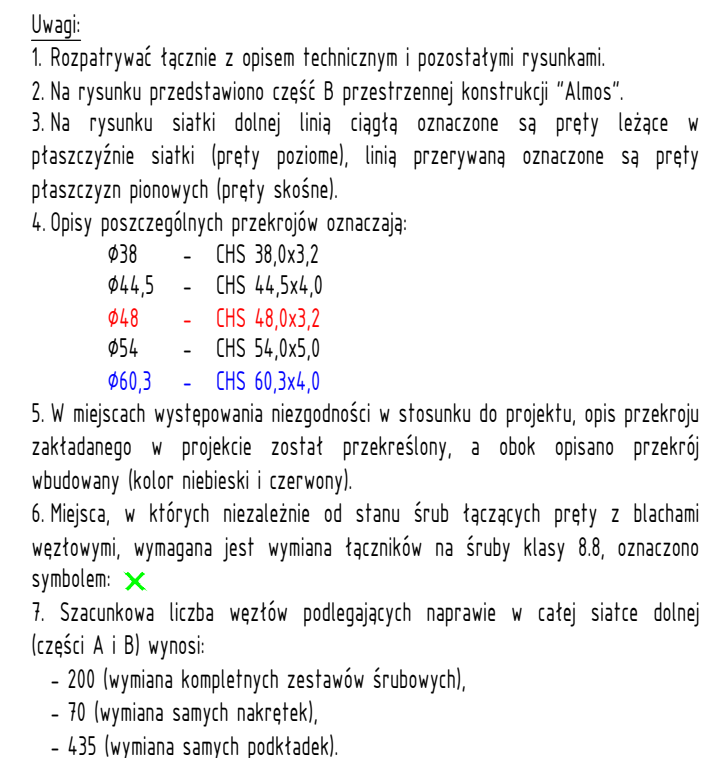 Uwagi:
1. Rozpatrywać łącznie z opisem technicznym i pozostałymi rysunkami.
2. Na rysunku przedstawiono część B przestrzennej konstrukcji "Almos".
3. Na rysunku siatki dolnej linią ciągłą oznaczone są pręty leżące w
płaszczyźnie siatki (pręty poziome), linią przerywaną oznaczone są pręty
płaszczyzn pionowych (pręty skośne).
4. Opisy poszczególnych przekrojów oznaczają:
Ø38 - CHS 38,0x3,2
Ø44,5 - CHS 44,5x4,0
Ø48 - CHS 48,0x3,2
Ø54 - CHS 54,0x5,0
Ø60,3 - CHS 60,3x4,0
5. W miejscach występowania niezgodności w stosunku do projektu, opis przekroju
zakładanego w projekcie został przekreślony, a obok opisano przekrój
wbudowany (kolor niebieski i czerwony).
6. Miejsca, w których niezależnie od stanu śrub łączących pręty z blachami
węzłowymi, wymagana jest wymiana łączników na śruby klasy 8.8, oznaczono
symbolem:
7. Szacunkowa liczba węzłów podlegających naprawie w całej siatce dolnej
(części A i B) wynosi:
- 200 (wymiana kompletnych zestawów śrubowych),
- 70 (wymiana samych nakrętek),
- 435 (wymiana samych podkładek).